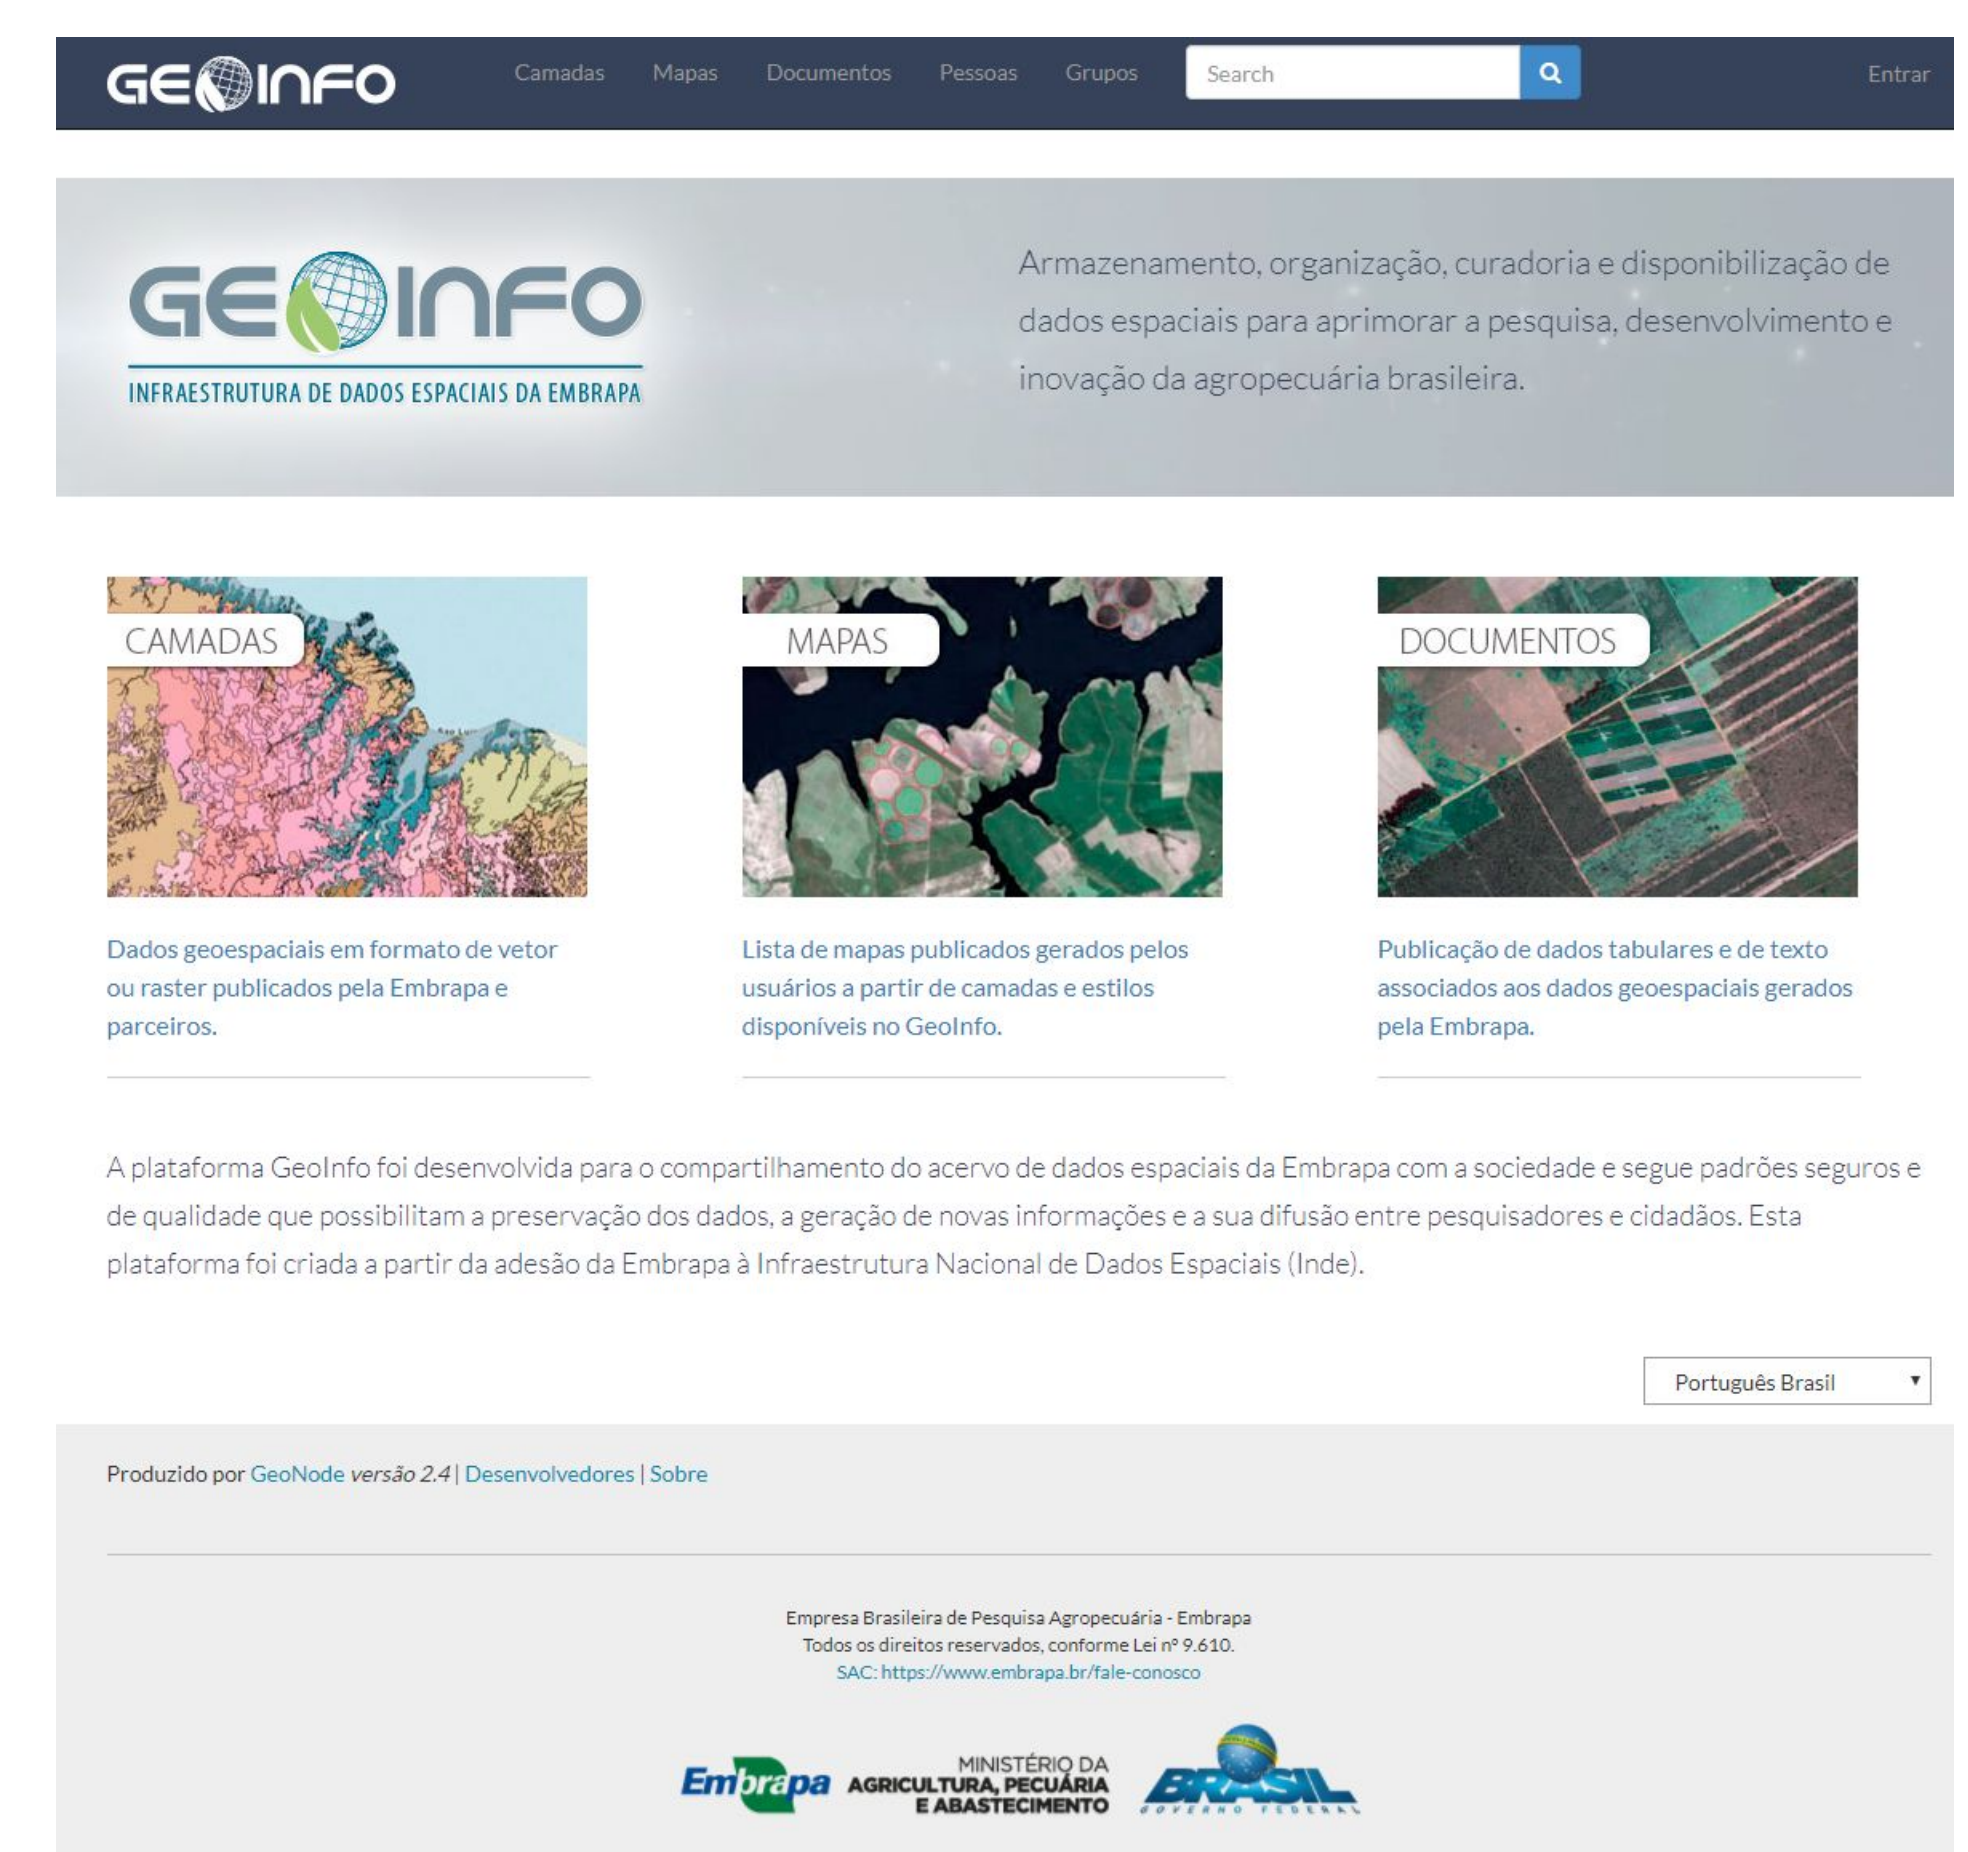 GEOINFO
Camadas Mapas Documentos Pessoas Grupos Search Entrar
GEOINFO
INFRAESTRUTURA DE DADOS ESPACIAIS DA EMBRAPA
Armazenamento, organização, curadoria e disponibilização de
dados espaciais para aprimorar a pesquisa, desenvolvimento e
inovação da agropecuária brasileira.
CAMADAS
Dados geoespaciais em formato de vetor
ou raster publicados pela Embrapa e
parceiros.
MAPAS
Lista de mapas publicados gerados pelos
usuários a partir de camadas e estilos
disponíveis no GeoInfo.
DOCUMENTOS
Publicação de dados tabulares e de texto
associados aos dados geoespaciais gerados
pela Embrapa.
A plataforma GeoInfo foi desenvolvida para o compartilhamento do acervo de dados espaciais da Embrapa com a sociedade e segue padrões seguros e
de qualidade que possibilitam a preservação dos dados, a geração de novas informações e a sua difusão entre pesquisadores e cidadãos. Esta
plataforma foi criada a partir da adesão da Embrapa à Infraestrutura Nacional de Dados Espaciais (Inde).
Português Brasil
Produzido por GeoNode versão 2.4 | Desenvolvedores | Sobre
Empresa Brasileira de Pesquisa Agropecuária - Embrapa
Todos os direitos reservados, conforme Lei nº 9.610.
SAC: https://www.embrapa.br/fale-conosco
Embrapa
MINISTÉRIO DA
AGRICULTURA, PECUÁRIA
E ABASTECIMENTO
BRASIL
GOVERNO FEDERAL